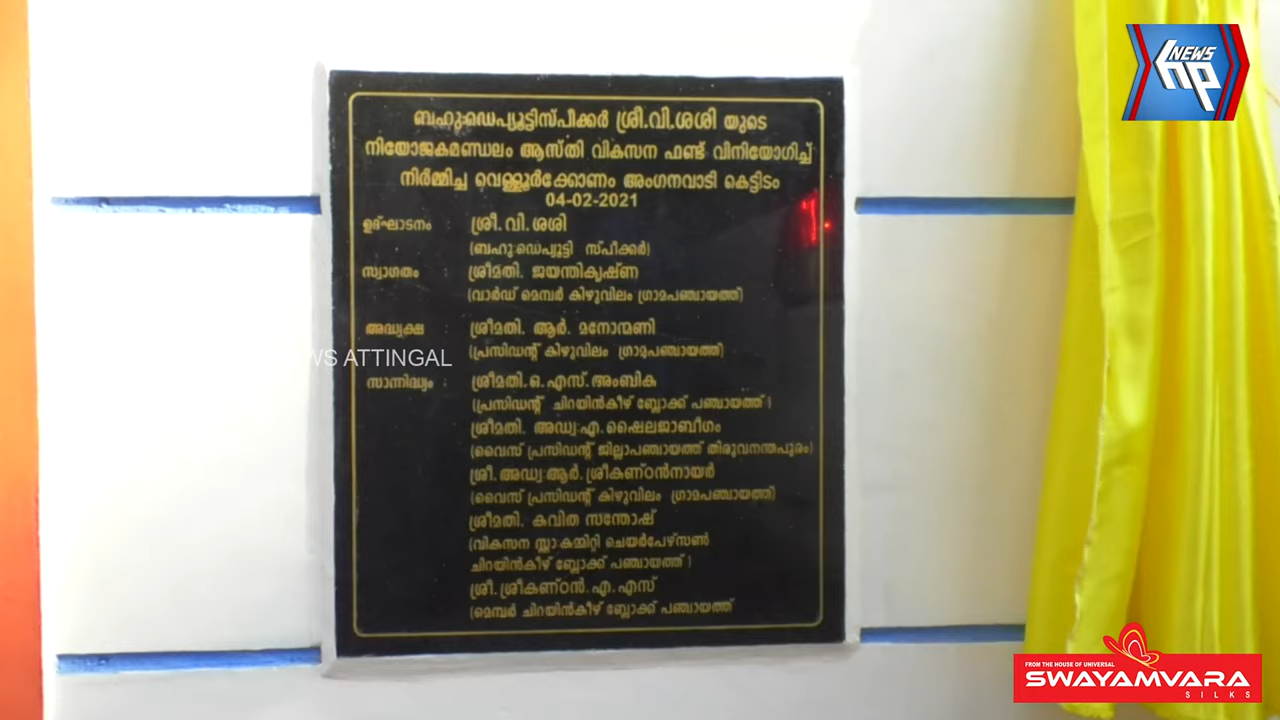 NEWS
hp
ബഹു:ഡെപ്യൂട്ടിസ്പീക്കർ ശ്രീ.വി.ശശി യുടെ
നിയോജകമണ്ഡലം ആസ്തി വികസന ഫണ്ട് വിനിയോഗിച്ച്
നിർമ്മിച്ച വെള്ളൂർക്കോണം അംഗനവാടി കെട്ടിടം
04-02-2021
ഉദ്ഘാടനം : ശ്രീ. വി. ശശി
(ബഹു:ഡെപ്യൂട്ടി സ്പീക്കർ)
സ്വാഗതം : ശ്രീമതി. ജയന്തികൃഷ്ണ
(വാർഡ് മെമ്പർ കിഴുവിലം ഗ്രാമപഞ്ചായത്ത്)
അദ്ധ്യക്ഷ : ശ്രീമതി. ആർ. മനോന്മണി
(പ്രസിഡന്റ് കിഴുവിലം ഗ്രാമപഞ്ചായത്ത്)
WS ATTINGAL
സാന്നിദ്ധ്യം : ശ്രീമതി.ഒ.എസ്.അംബിക
(പ്രസിഡന്റ് ചിറയിൻകീഴ് ബ്ലോക്ക് പഞ്ചായത്ത് )
ശ്രീമതി. അഡ്വ:എ.ഷൈലജാബീഗം
(വൈസ് പ്രസിഡന്റ് ജില്ലാപഞ്ചായത്ത് തിരുവനന്തപുരം)
ശ്രീ.അഡ്വ:ആർ.ശ്രീകണ്ഠൻനായർ
(വൈസ് പ്രസിഡന്റ് കിഴുവിലം ഗ്രാമപഞ്ചായത്ത്)
ശ്രീമതി. കവിത സന്തോഷ്
(വികസന സ്റ്റാ:കമ്മിറ്റി ചെയർപേഴ്സൺ
ചിറയിൻകീഴ് ബ്ലോക്ക് പഞ്ചായത്ത് )
ശ്രീ.ശ്രീകണ്ഠൻ.എ.എസ്
(മെമ്പർ ചിറയിൻകീഴ് ബ്ലോക്ക് പഞ്ചായത്ത്
FROM THE HOUSE OF UNIVERSAL
SWAYAMVARA
SILKS